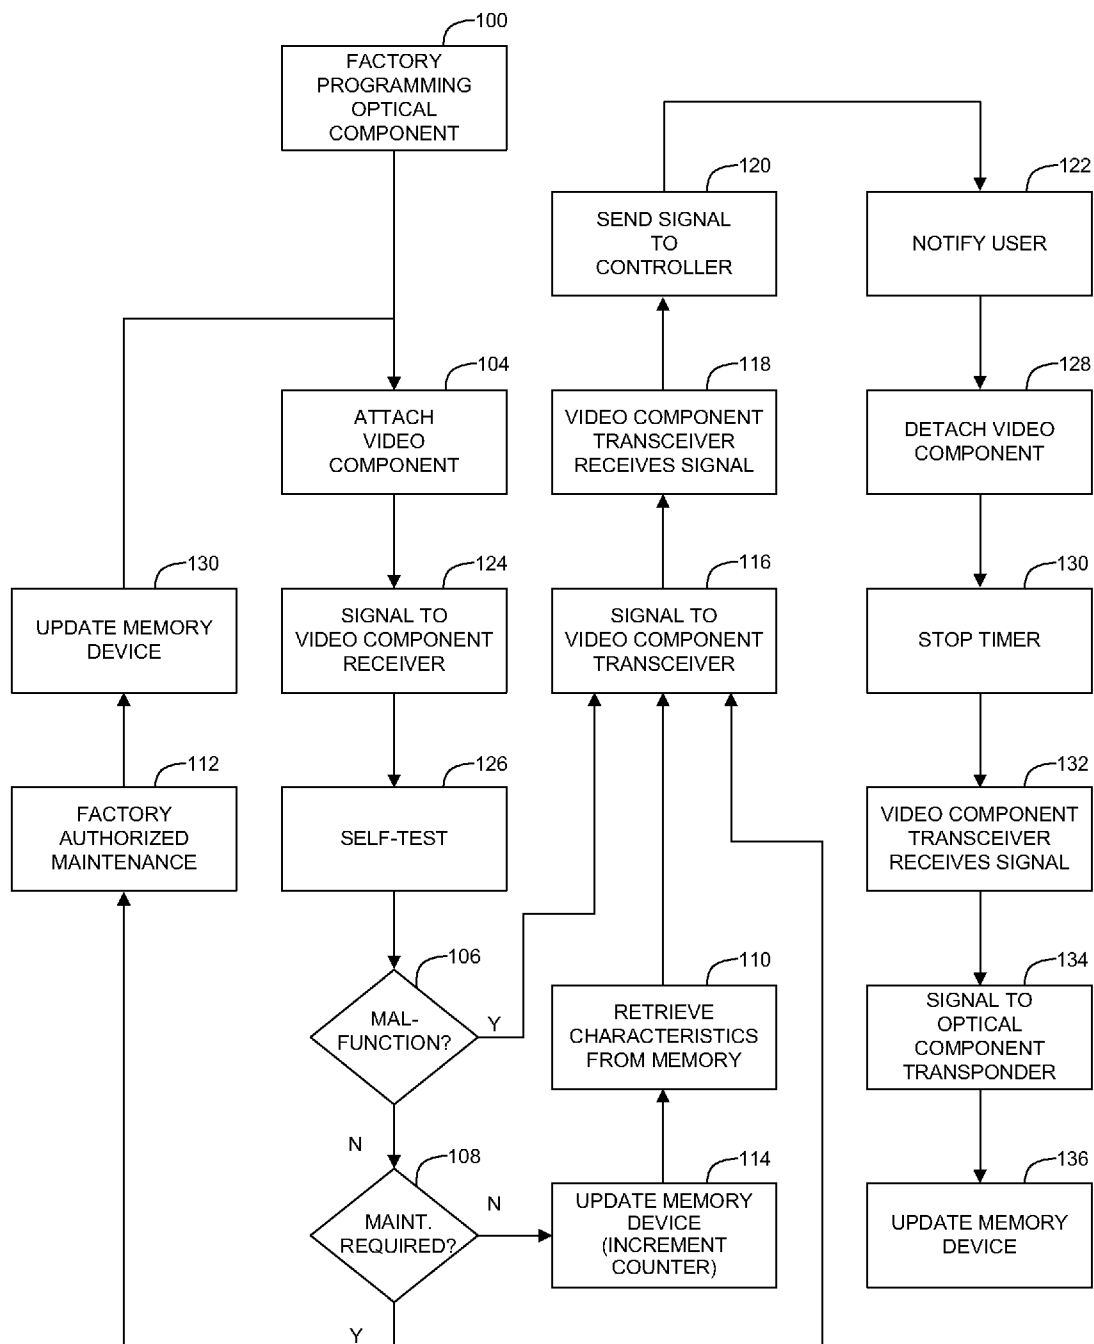 100
FACTORY
PROGRAMMING
OPTICAL
COMPONENT
104
ATTACH
VIDEO
COMPONENT
124
SIGNAL TO
VIDEO COMPONENT
RECEIVER
126
SELF-TEST
106
MAL-
FUNCTION?
Y
N
108
MAINT.
REQUIRED?
N
Y
130
UPDATE MEMORY
DEVICE
112
FACTORY
AUTHORIZED
MAINTENANCE
120
SEND SIGNAL
TO
CONTROLLER
118
VIDEO COMPONENT
TRANSCEIVER
RECEIVES SIGNAL
116
SIGNAL TO
VIDEO COMPONENT
TRANSCEIVER
110
RETRIEVE
CHARACTERISTICS
FROM MEMORY
114
UPDATE MEMORY
DEVICE
(INCREMENT
COUNTER)
122
NOTIFY USER
128
DETACH VIDEO
COMPONENT
130
STOP TIMER
132
VIDEO COMPONENT
TRANSCEIVER
RECEIVES SIGNAL
134
SIGNAL TO
OPTICAL
COMPONENT
TRANSPONDER
136
UPDATE MEMORY
DEVICE